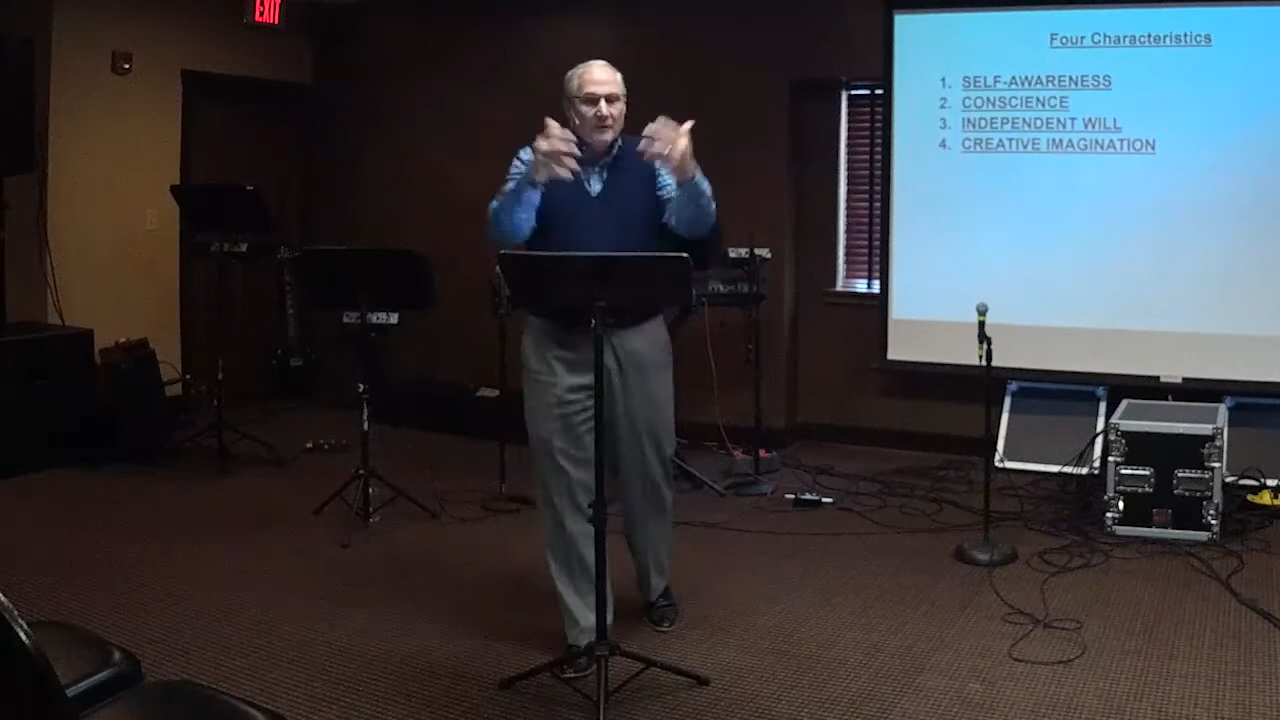 EXIT
Four Characteristics
1. SELF-AWARENESS
2. CONSCIENCE
3. INDEPENDENT WILL
4. CREATIVE IMAGINATION